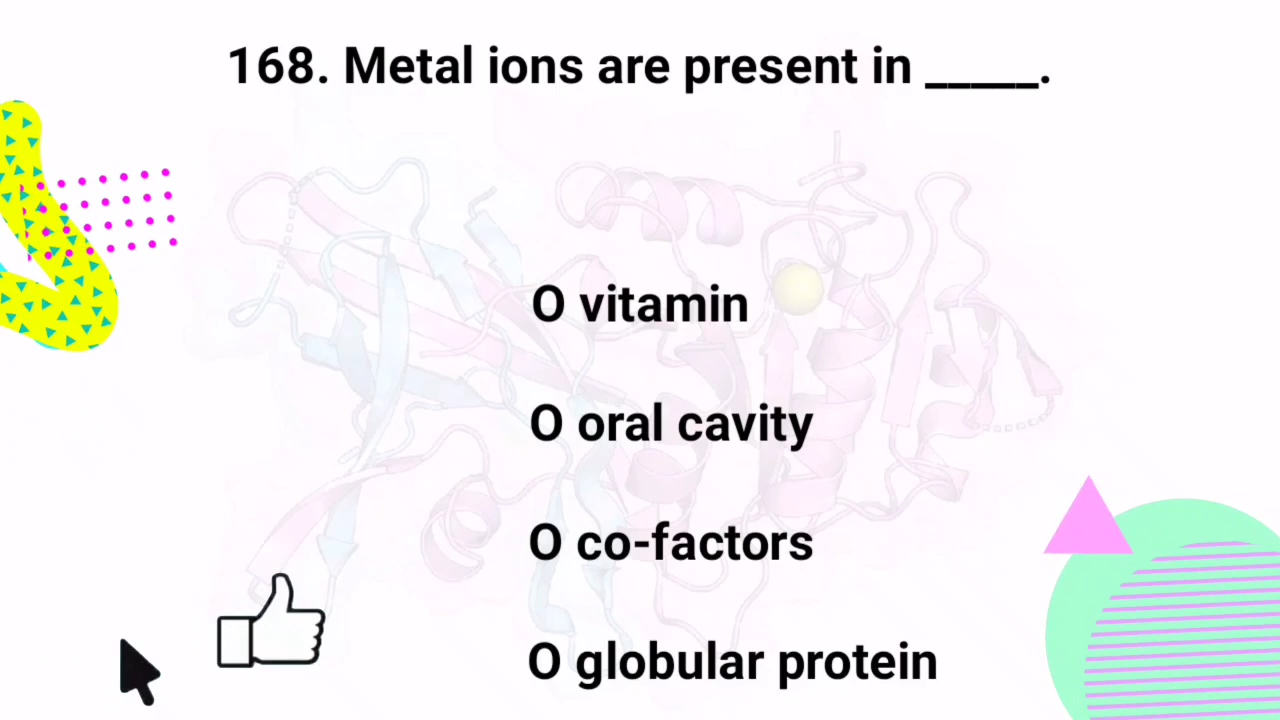 168. Metal ions are present in _____.
O vitamin
O oral cavity
O co-factors
O globular protein